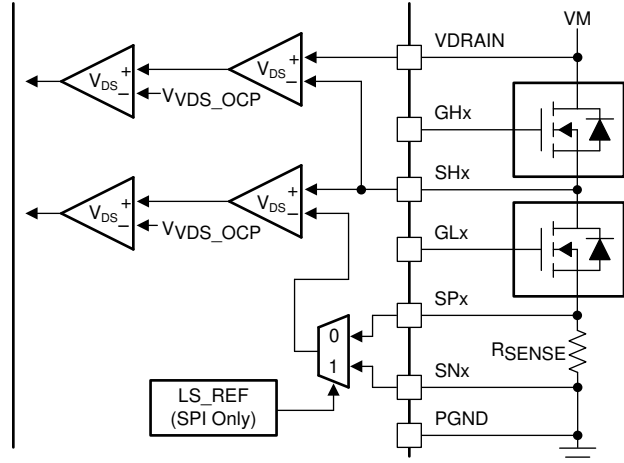 VM
VDRAIN
VDS
+
−
VVDS_OCP
VDS
+
−
GHx
SHx
VDS
+
−
VVDS_OCP
VDS
+
−
GLx
SPx
0
1
RSENSE
SNx
LS_REF
(SPI Only)
PGND